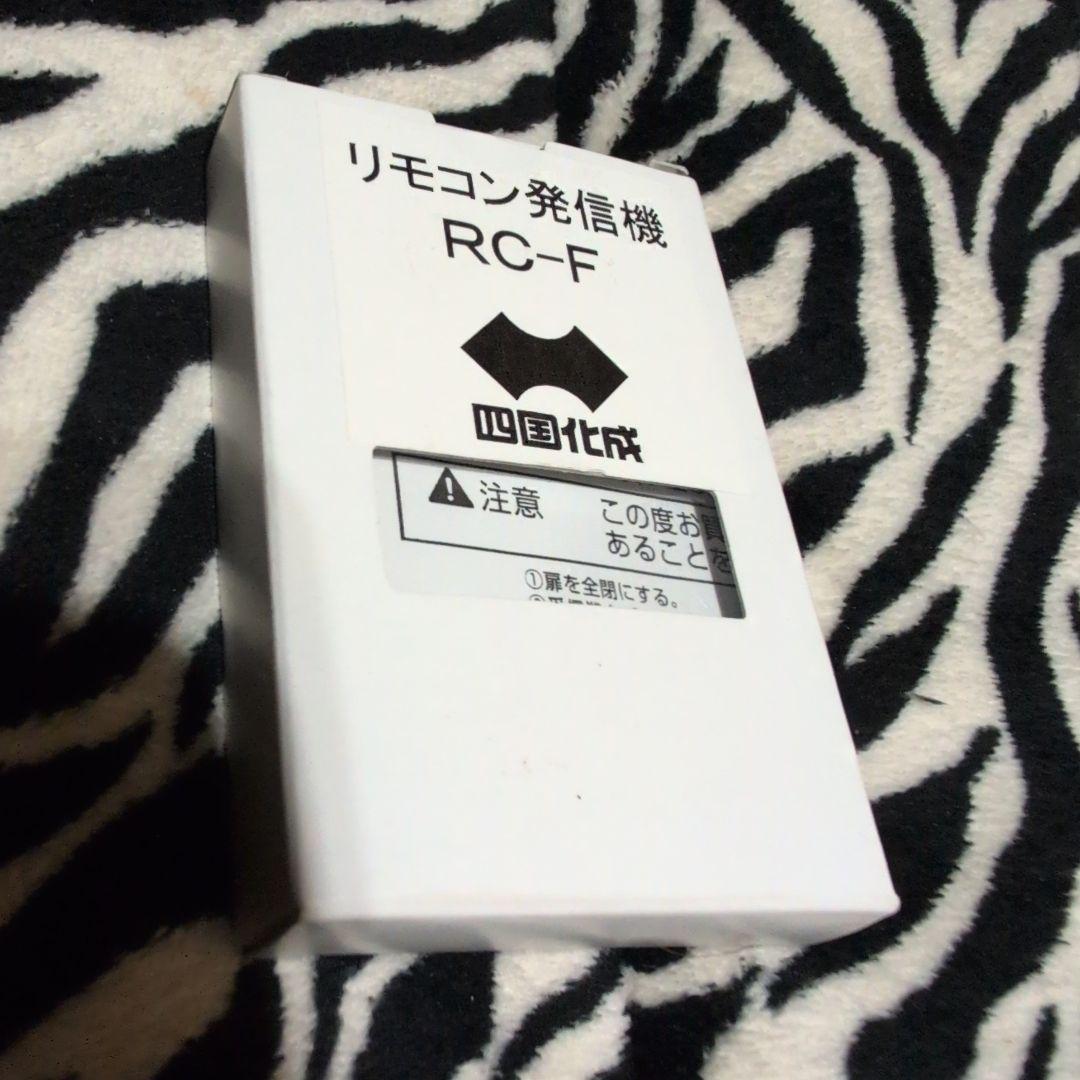 リモコン発信機
RC-F
四国化成
注意
この度お買
あることを
①扉を全閉にする。